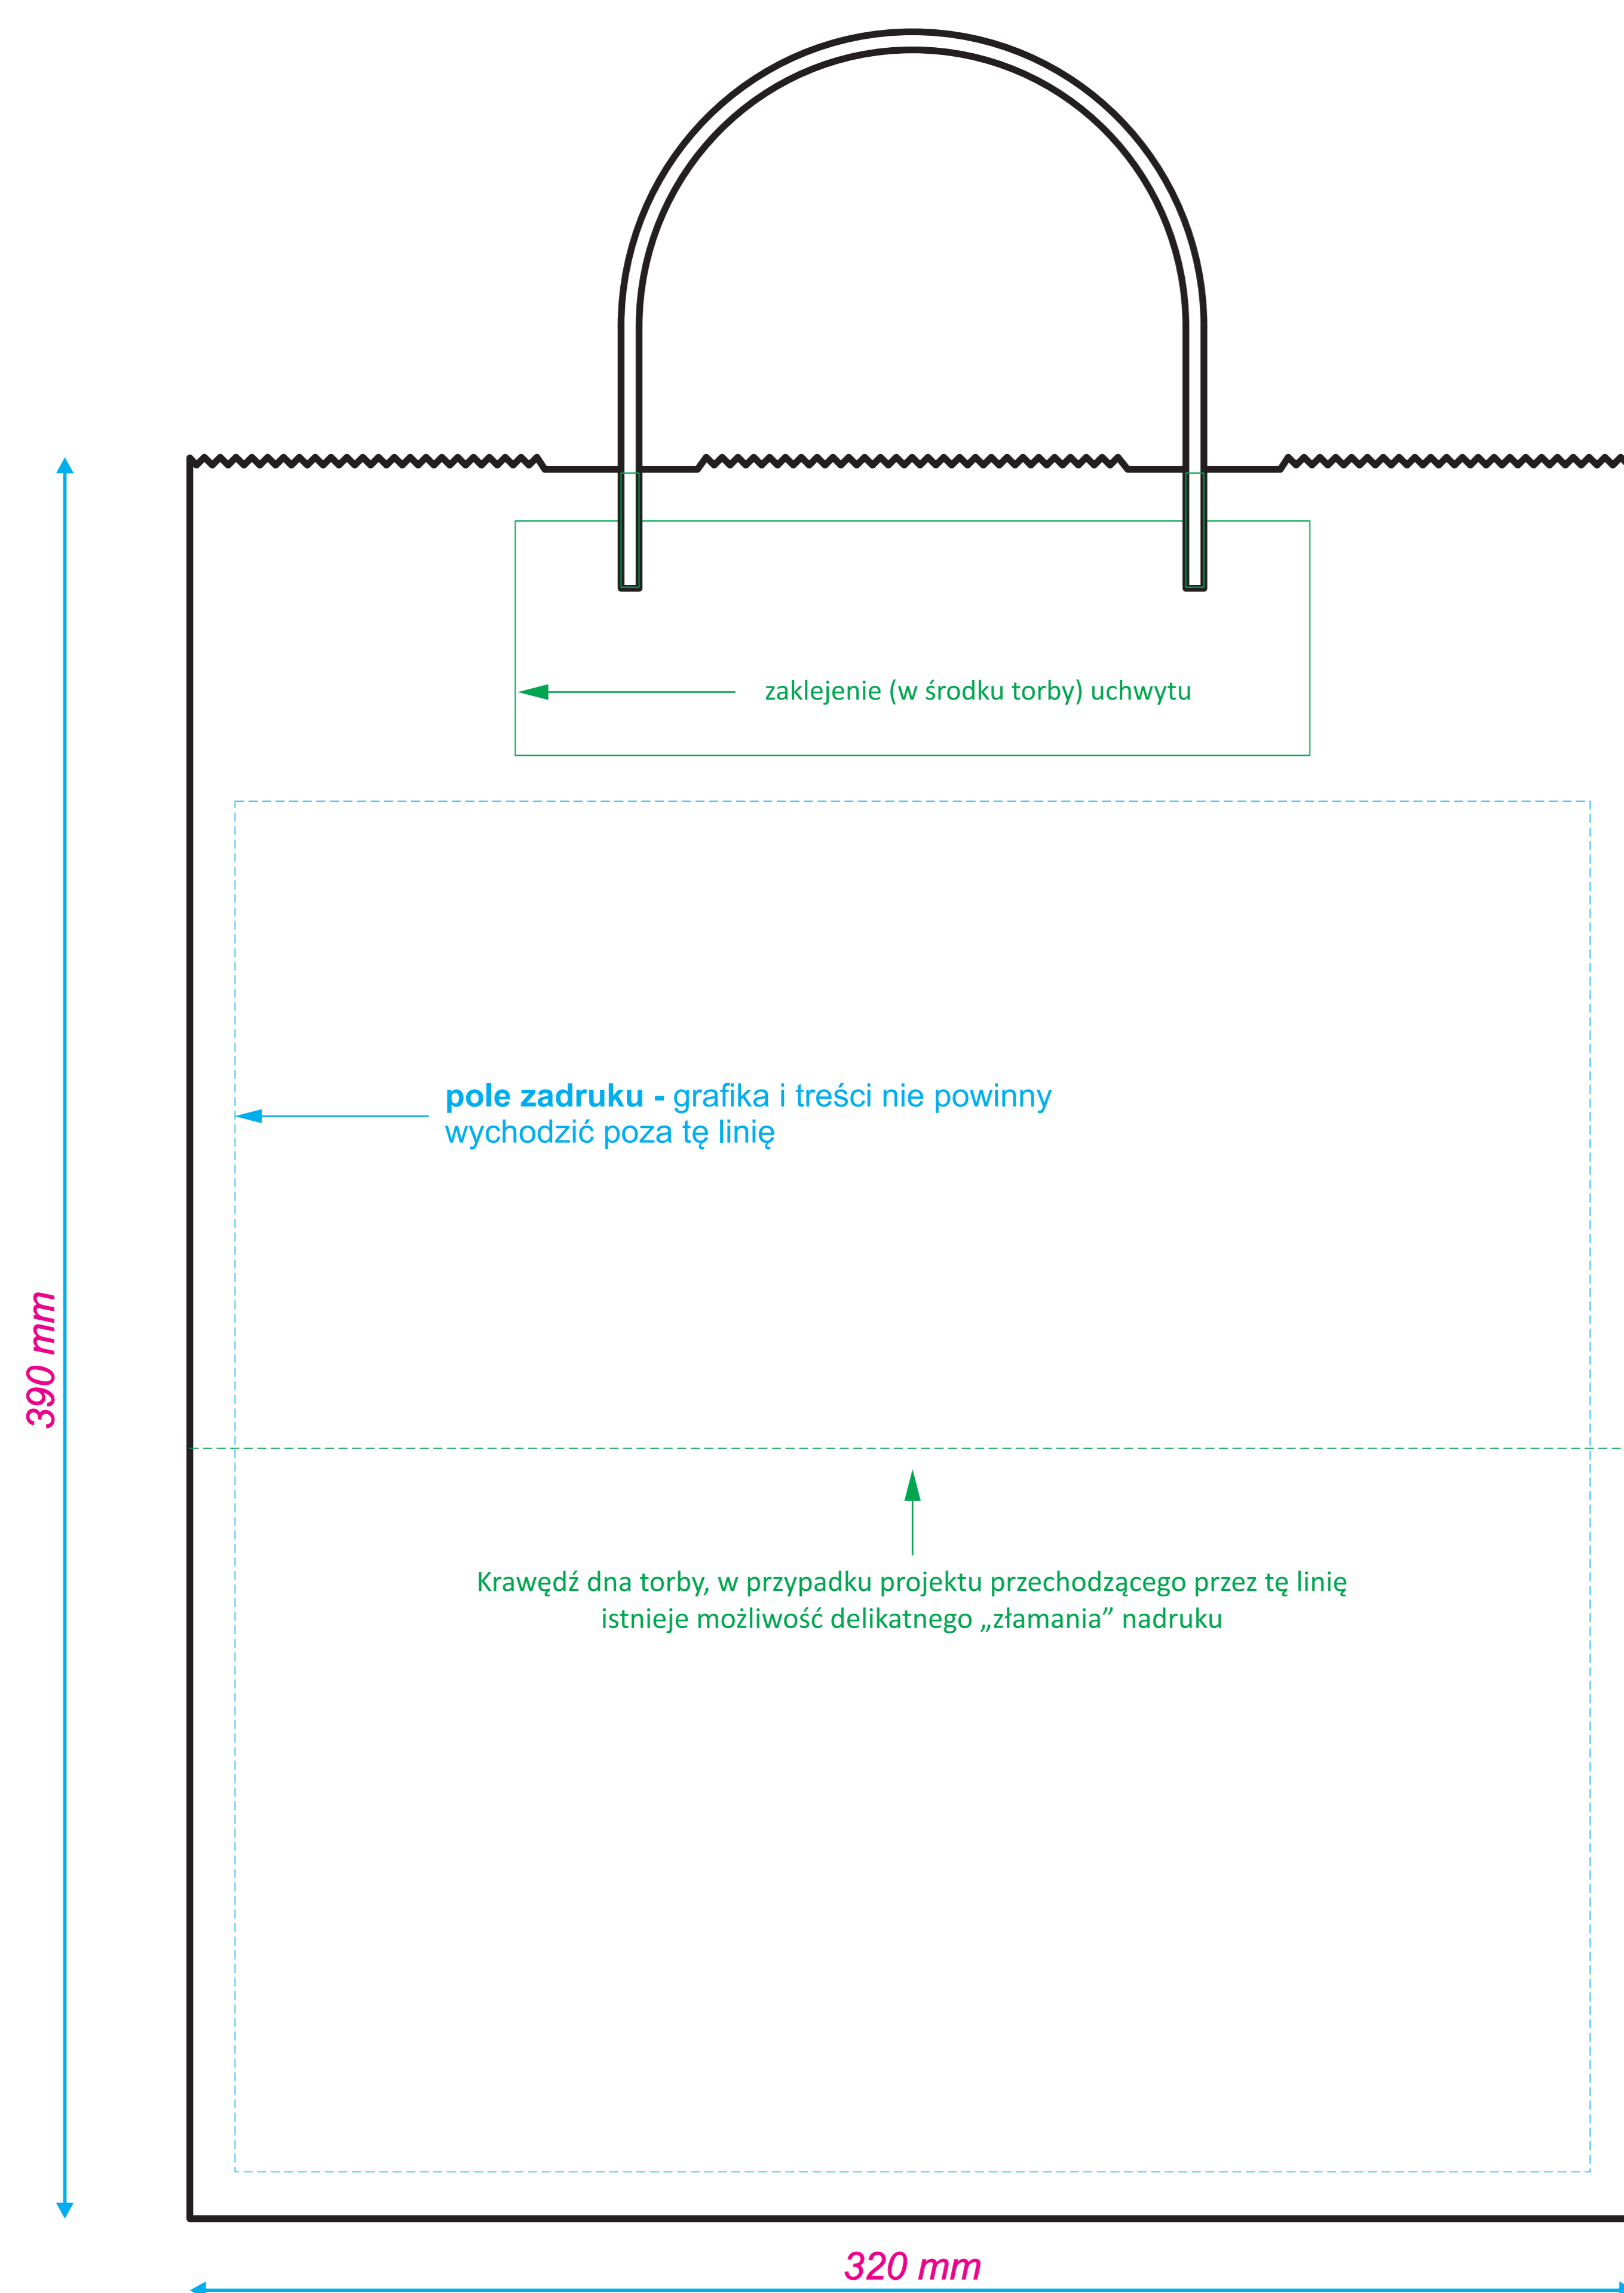 zaklejenie (w środku torby) uchwytu
pole zadruku - grafika i treści nie powinny
wychodzić poza tę linię
390 mm
Krawędź dna torby, w przypadku projektu przechodzącego przez tę linię
istnieje możliwość delikatnego „złamania” nadruku
320 mm